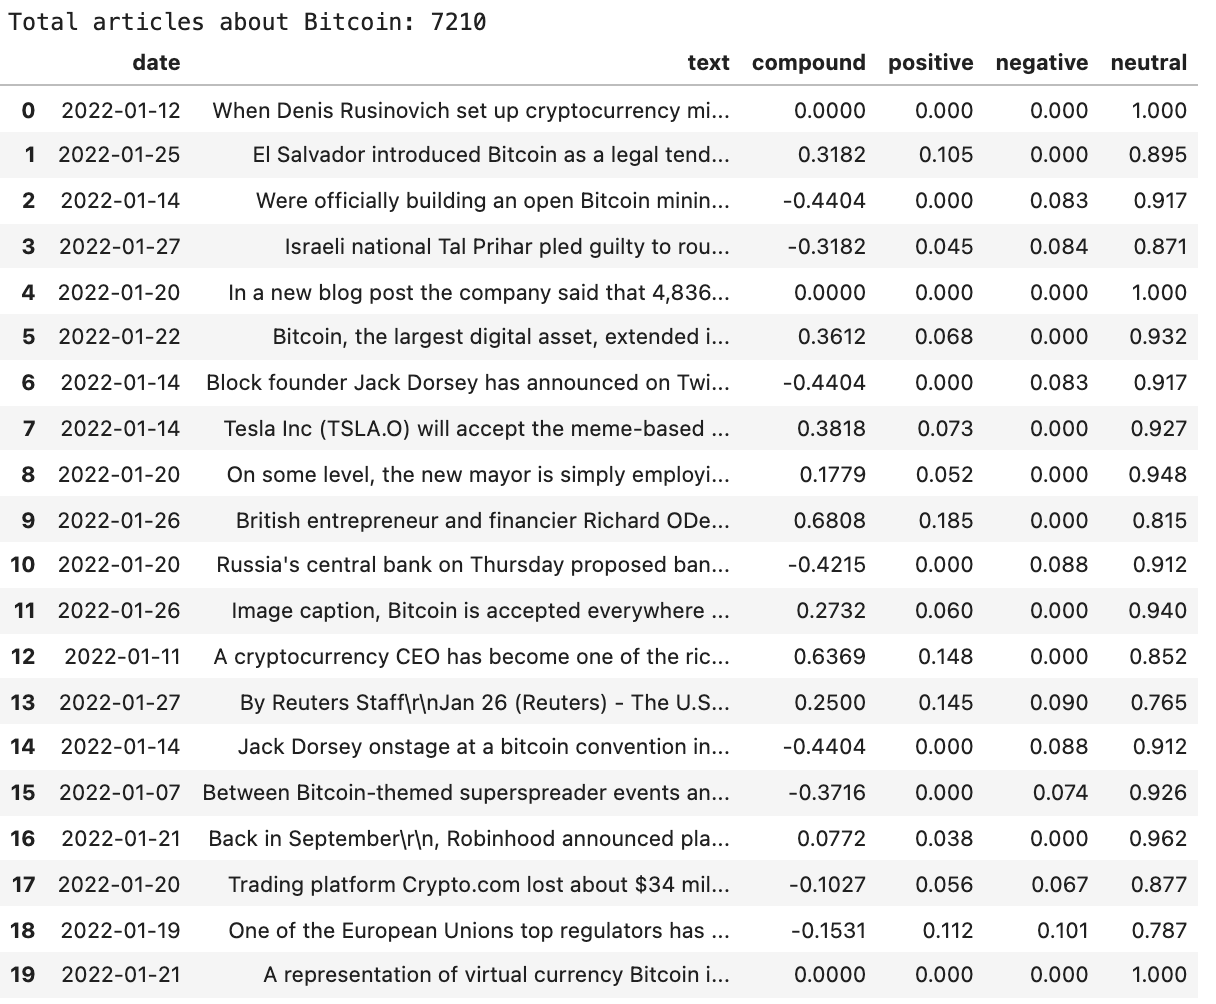 Total articles about Bitcoin: 7210
date text compound positive negative neutral
0 2022-01-12 When Denis Rusinovich set up cryptocurrency mi... 0.0000 0.000 0.000 1.000
1 2022-01-25 El Salvador introduced Bitcoin as a legal tend... 0.3182 0.105 0.000 0.895
2 2022-01-14 Were officially building an open Bitcoin minin... -0.4404 0.000 0.083 0.917
3 2022-01-27 Israeli national Tal Prihar pled guilty to rou... -0.3182 0.045 0.084 0.871
4 2022-01-20 In a new blog post the company said that 4,836... 0.0000 0.000 0.000 1.000
5 2022-01-22 Bitcoin, the largest digital asset, extended i... 0.3612 0.068 0.000 0.932
6 2022-01-14 Block founder Jack Dorsey has announced on Twi... -0.4404 0.000 0.083 0.917
7 2022-01-14 Tesla Inc (TSLA.O) will accept the meme-based ... 0.3818 0.073 0.000 0.927
8 2022-01-20 On some level, the new mayor is simply employi... 0.1779 0.052 0.000 0.948
9 2022-01-26 British entrepreneur and financier Richard ODe... 0.6808 0.185 0.000 0.815
10 2022-01-20 Russia's central bank on Thursday proposed ban... -0.4215 0.000 0.088 0.912
11 2022-01-26 Image caption, Bitcoin is accepted everywhere ... 0.2732 0.060 0.000 0.940
12 2022-01-11 A cryptocurrency CEO has become one of the ric... 0.6369 0.148 0.000 0.852
13 2022-01-27 By Reuters Staff\r\nJan 26 (Reuters) - The U.S... 0.2500 0.145 0.090 0.765
14 2022-01-14 Jack Dorsey onstage at a bitcoin convention in... -0.4404 0.000 0.088 0.912
15 2022-01-07 Between Bitcoin-themed superspreader events an... -0.3716 0.000 0.074 0.926
16 2022-01-21 Back in September\r\n, Robinhood announced pla... 0.0772 0.038 0.000 0.962
17 2022-01-20 Trading platform Crypto.com lost about $34 mil... -0.1027 0.056 0.067 0.877
18 2022-01-19 One of the European Unions top regulators has ... -0.1531 0.112 0.101 0.787
19 2022-01-21 A representation of virtual currency Bitcoin i... 0.0000 0.000 0.000 1.000